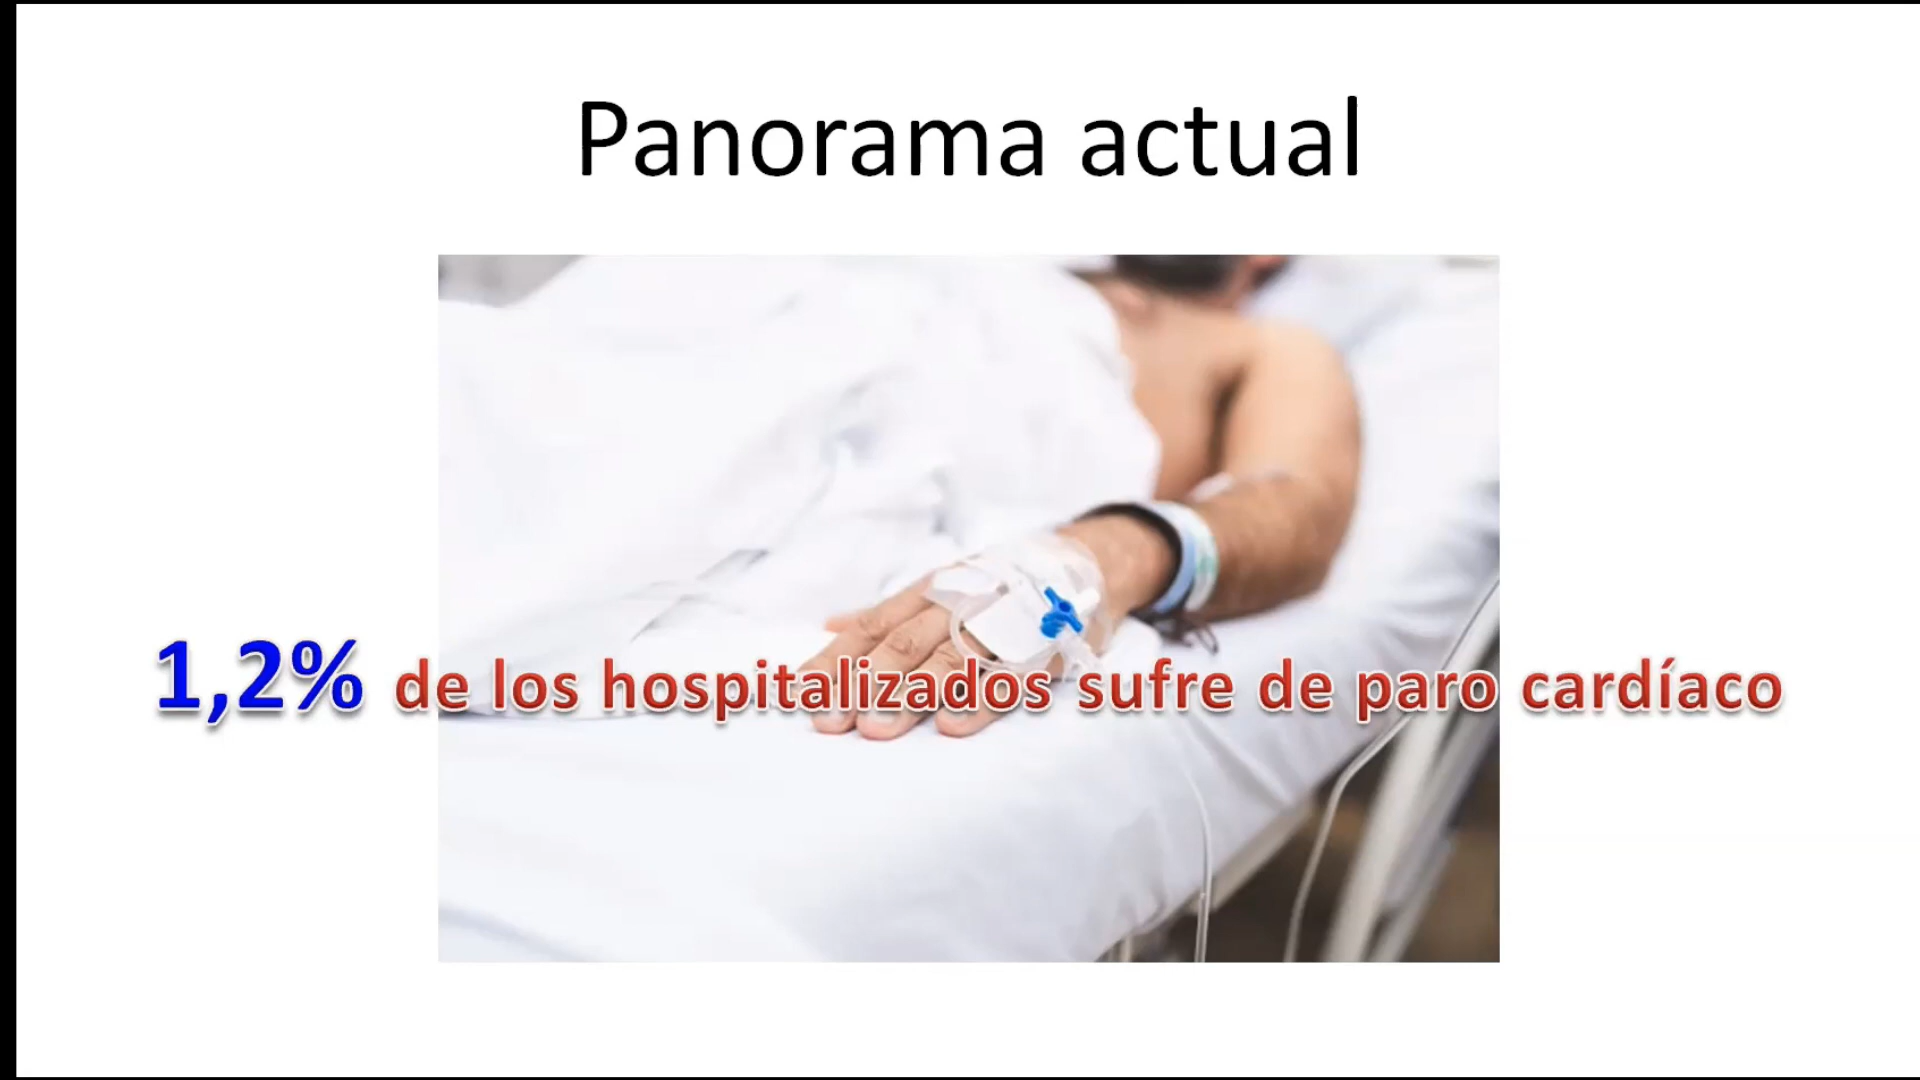 Panorama actual
1,2% de los hospitalizados sufre de paro cardíaco